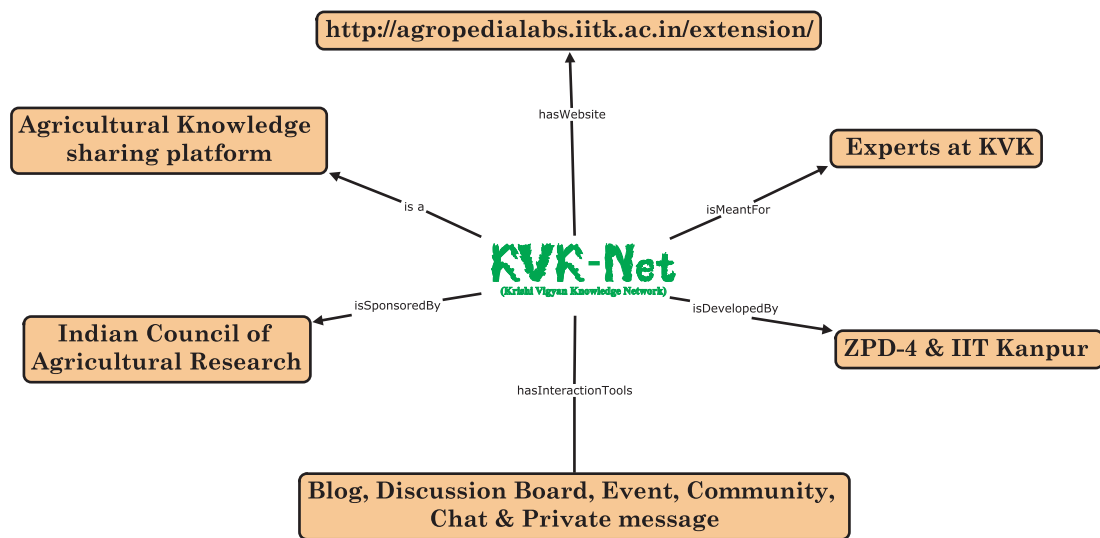 http://agropedialabs.iitk.ac.in/extension/
hasWebsite
Agricultural Knowledge
sharing platform
Experts at KVK
is a
isMeantFor
KVK-Net
(Krishi Vigyan Knowledge Network)
isSponsoredBy
isDevelopedBy
Indian Council of
Agricultural Research
ZPD-4 & IIT Kanpur
hasInteractionTools
Blog, Discussion Board, Event, Community,
Chat & Private message